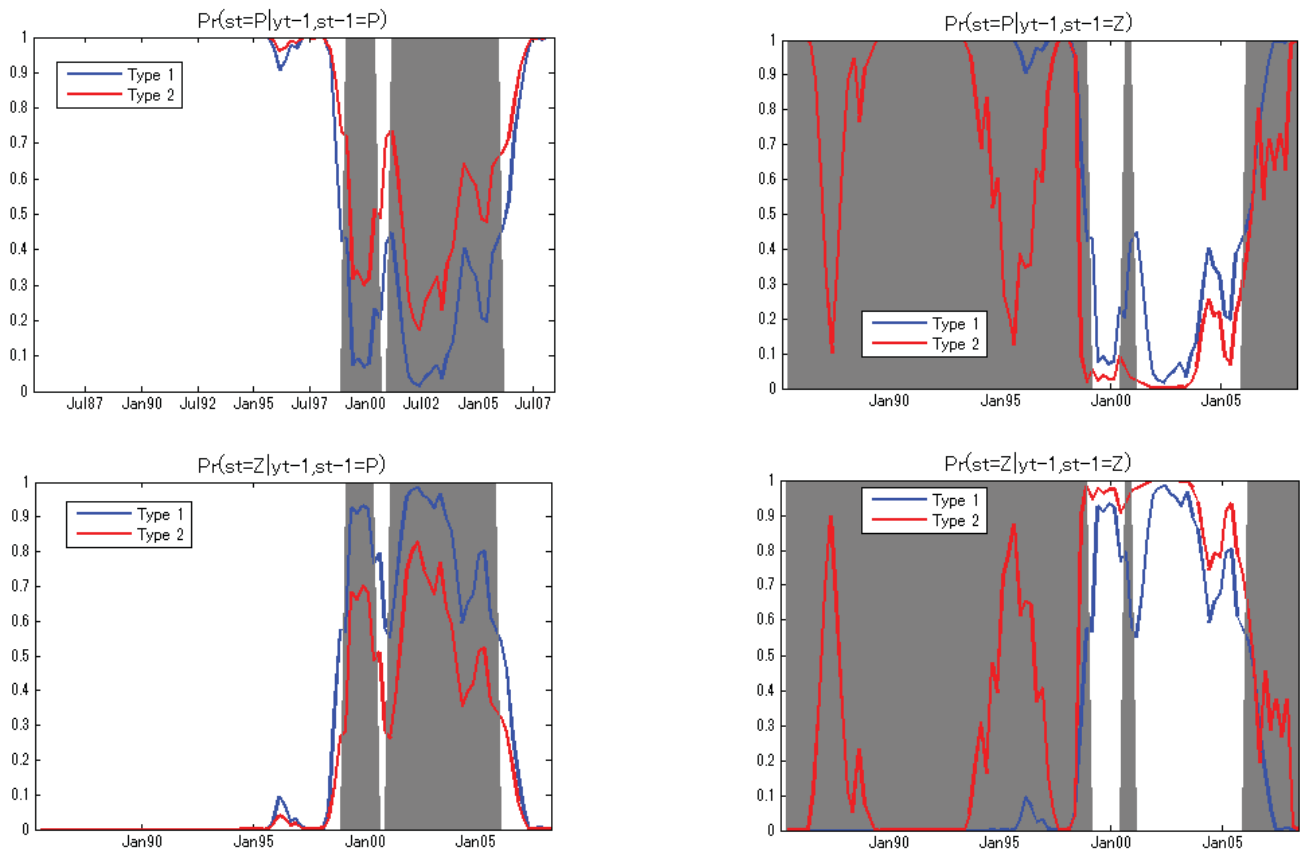 Pr(st=P|yt-1,st-1=P)
1
0.9
0.8
0.7
0.6
0.5
0.4
0.3
0.2
0.1
0
Type 1
Type 2
Jul87 Jan90 Jul92 Jan95 Jul97 Jan00 Jul02 Jan05 Jul07
Pr(st=P|yt-1,st-1=Z)
1
0.9
0.8
0.7
0.6
0.5
0.4
0.3
0.2
0.1
0
Type 1
Type 2
Jan90 Jan95 Jan00 Jan05
Pr(st=Z|yt-1,st-1=P)
1
0.9
0.8
0.7
0.6
0.5
0.4
0.3
0.2
0.1
0
Type 1
Type 2
Jan90 Jan95 Jan00 Jan05
Pr(st=Z|yt-1,st-1=Z)
1
0.9
0.8
0.7
0.6
0.5
0.4
0.3
0.2
0.1
0
Type 1
Type 2
Jan90 Jan95 Jan00 Jan05